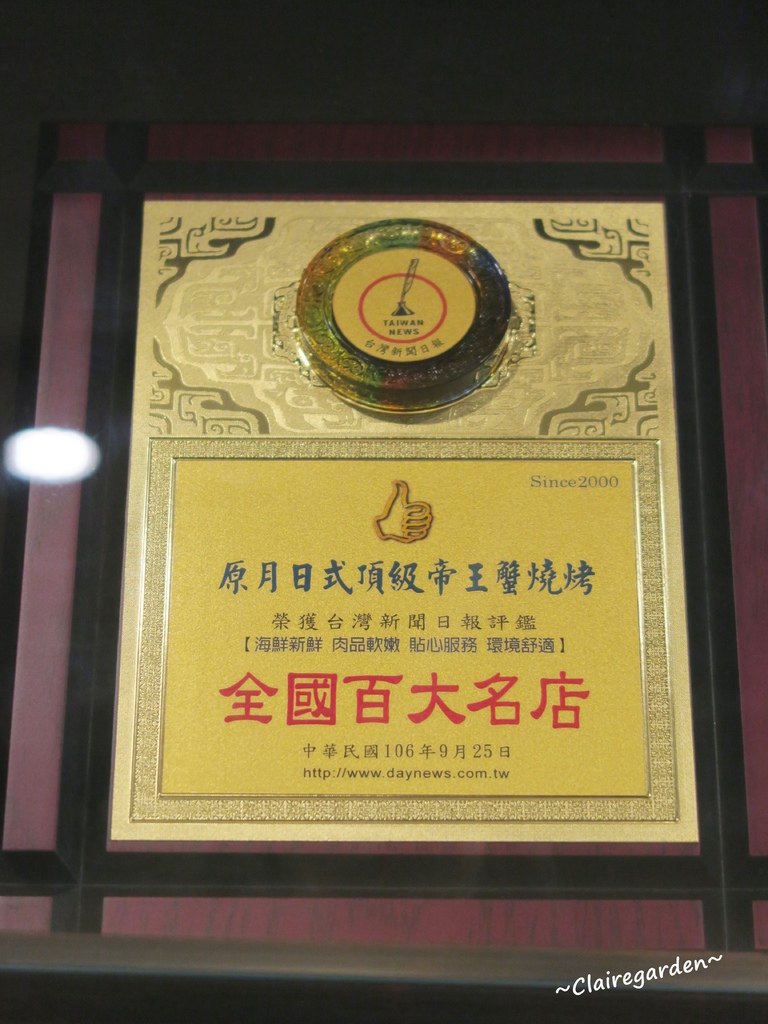 TAIWAN
NEWS
台灣新聞日報
Since2000
原月日式頂級帝王蟹燒烤
榮獲台灣新聞日報評鑑
【海鮮新鮮 肉品軟嫩 貼心服務 環境舒適】
全國百大名店
中華民國106年9月25日
http://www.daynews.com.tw
~Clairegarden~